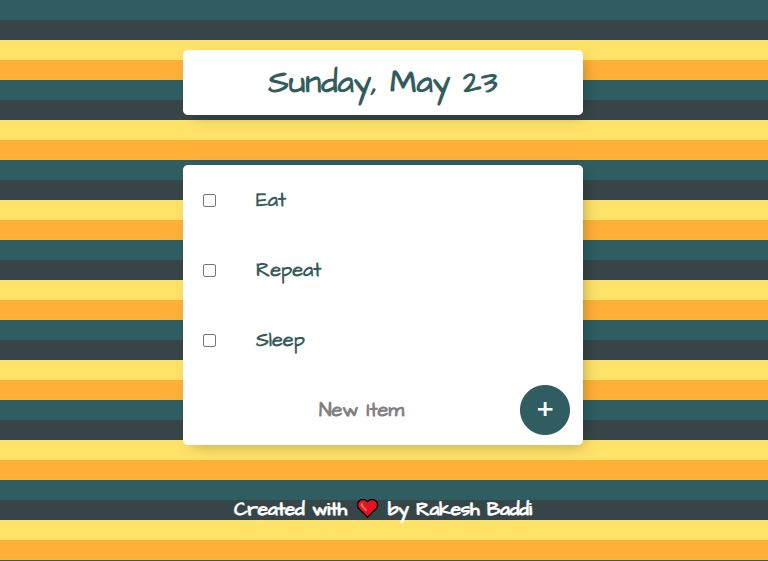 Sunday, May 23
Eat
Repeat
Sleep
New Item +
Created with ❤️ by Rakesh Baddi